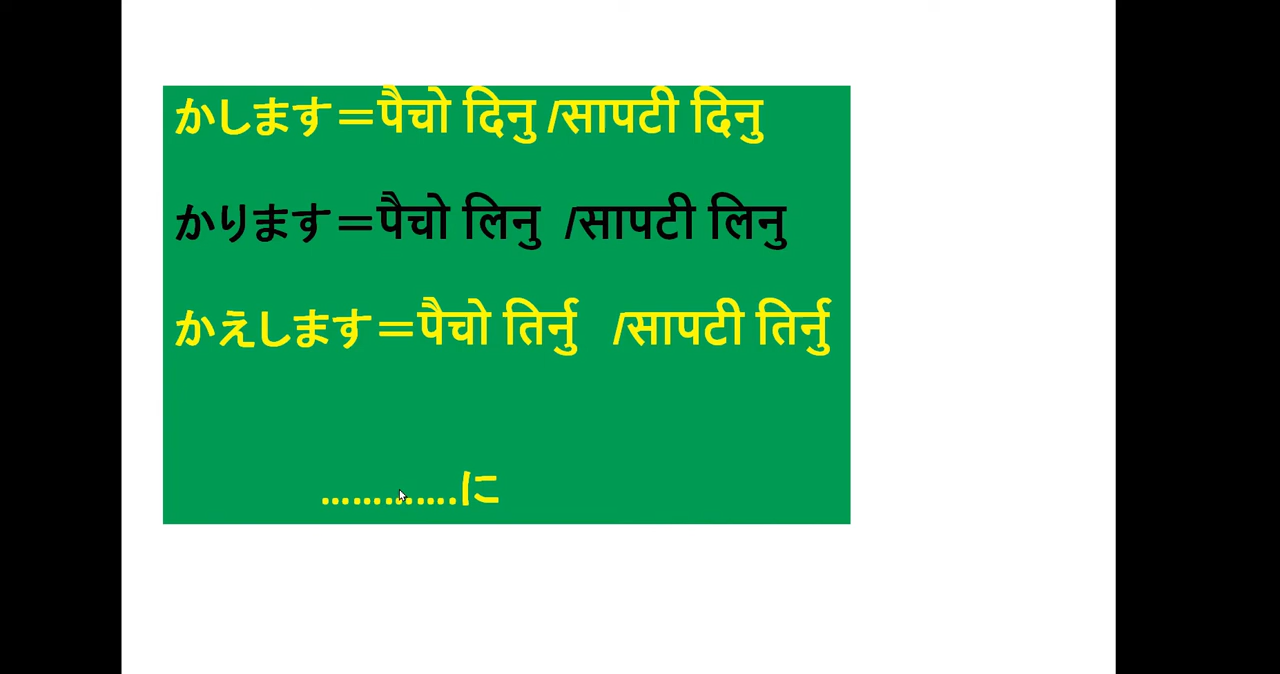 かします＝पैचो दिनु /सापटी दिनु
かります＝पैचो लिनु /सापटी लिनु
かえします＝पैचो तिर्नु /सापटी तिर्नु
.............に